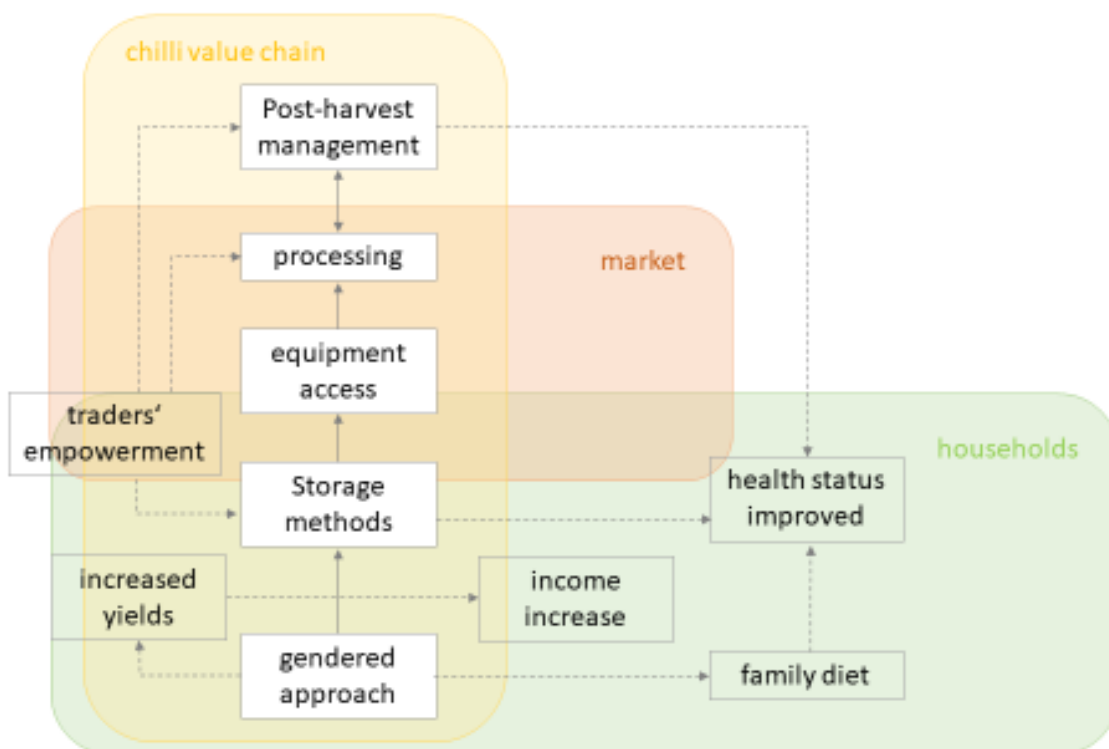 chilli value chain
Post-harvest
management
processing
market
equipment
access
traders‘
empowerment
households
Storage
methods
health status
improved
increased
yields
income
increase
gendered
approach
family diet